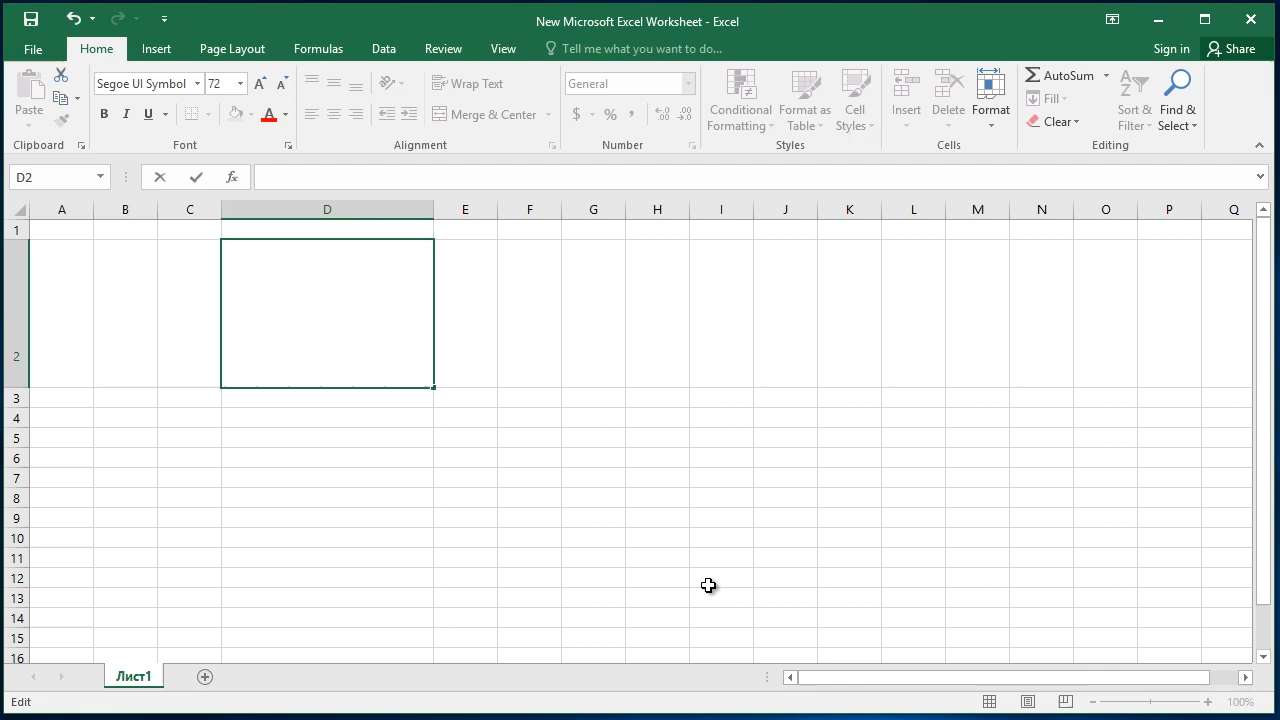 New Microsoft Excel Worksheet - Excel
File Home Insert Page Layout Formulas Data Review View Tell me what you want to do... Sign in Share
Segoe UI Symbol 72 Wrap Text General AutoSum
Paste Conditional Formatting Format as Table Cell Styles Insert Delete Format Fill Sort & Filter Find & Select
B I U A Merge & Center $ % , .00 Clear
Clipboard Font Alignment Number Styles Cells Editing
D2 fx
A B C D E F G H I J K L M N O P Q
1
2
3
4
5
6
7
8
9
10
11
12
13
14
15
16
Лист1
Edit 100%